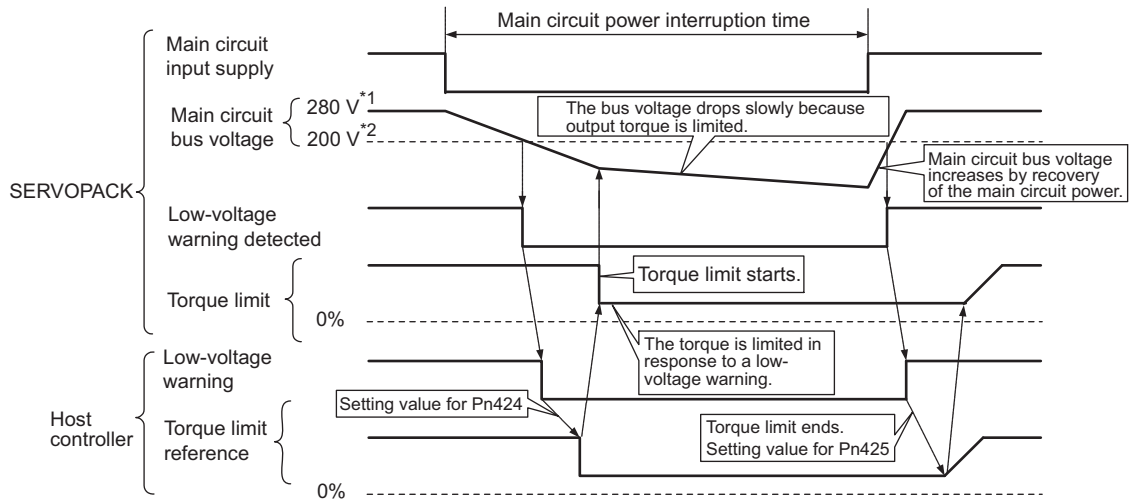 Main circuit power interruption time
Main circuit
input supply
Main circuit
bus voltage
280 V*1
200 V*2
The bus voltage drops slowly because
output torque is limited.
Main circuit bus voltage
increases by recovery
of the main circuit power.
SERVOPACK
Low-voltage
warning detected
Torque limit starts.
Torque limit
0%
The torque is limited in
response to a low-
voltage warning.
Low-voltage
warning
Setting value for Pn424
Host
controller
Torque limit
reference
Torque limit ends.
Setting value for Pn425
0%